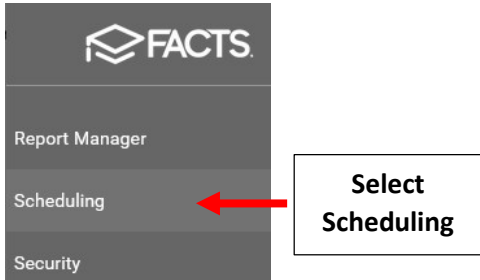 FACTS.
Report Manager
Scheduling
Select
Scheduling
Security